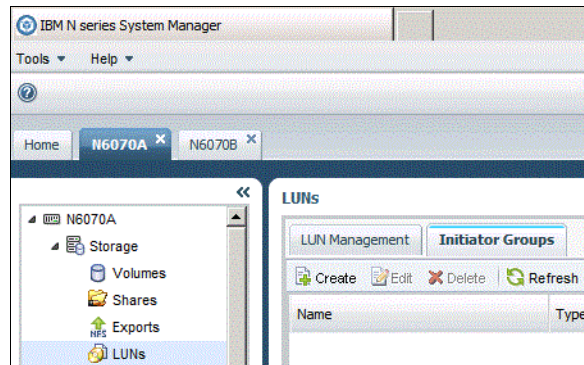 IBM N series System Manager
Tools Help
Home N6070A N6070B
N6070A
Storage
Volumes
Shares
NFS Exports
LUNs
LUNs
LUN Management Initiator Groups
Create Edit Delete Refresh
Name Type